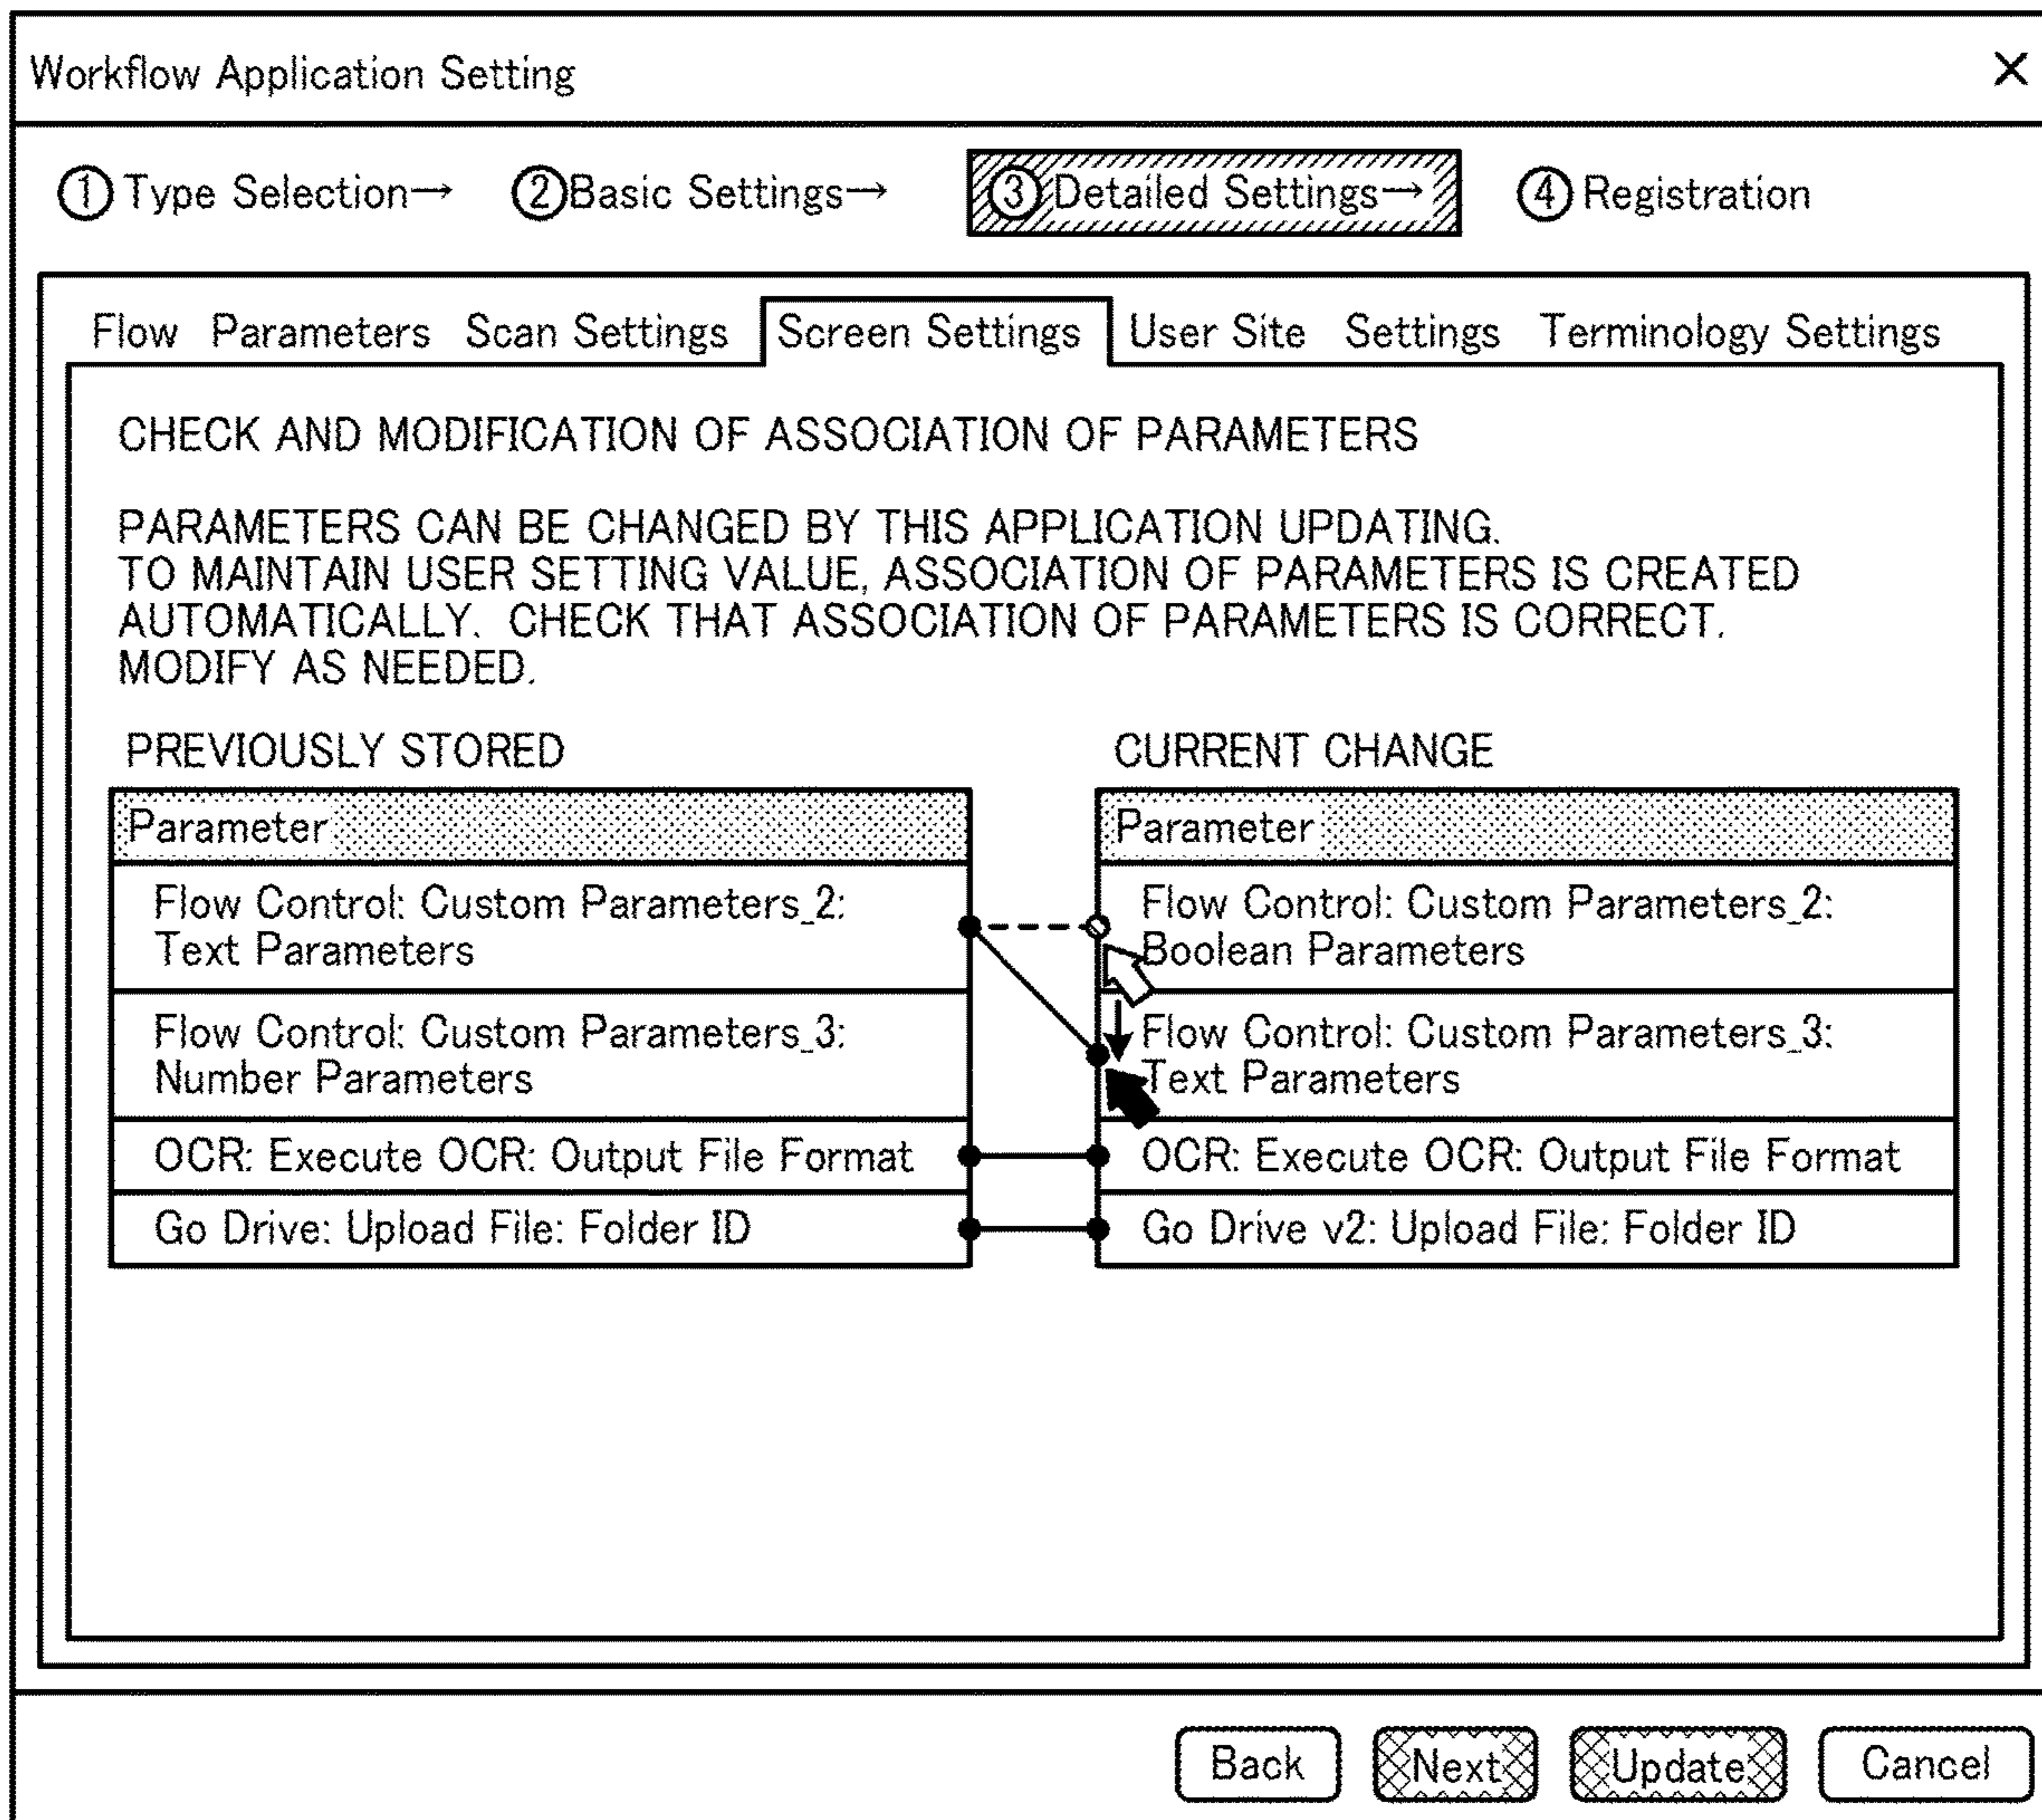 Workflow Application Setting ×
① Type Selection→ ②Basic Settings→ ③Detailed Settings→ ④Registration
Flow Parameters Scan Settings Screen Settings User Site Settings Terminology Settings
CHECK AND MODIFICATION OF ASSOCIATION OF PARAMETERS
PARAMETERS CAN BE CHANGED BY THIS APPLICATION UPDATING.
TO MAINTAIN USER SETTING VALUE, ASSOCIATION OF PARAMETERS IS CREATED
AUTOMATICALLY. CHECK THAT ASSOCIATION OF PARAMETERS IS CORRECT.
MODIFY AS NEEDED.
PREVIOUSLY STORED
Parameter
Flow Control: Custom Parameters_2:
Text Parameters
Flow Control: Custom Parameters_3:
Number Parameters
OCR: Execute OCR: Output File Format
Go Drive: Upload File: Folder ID
CURRENT CHANGE
Parameter
Flow Control: Custom Parameters_2:
Boolean Parameters
Flow Control: Custom Parameters_3:
Text Parameters
OCR: Execute OCR: Output File Format
Go Drive v2: Upload File: Folder ID
Back Next Update Cancel